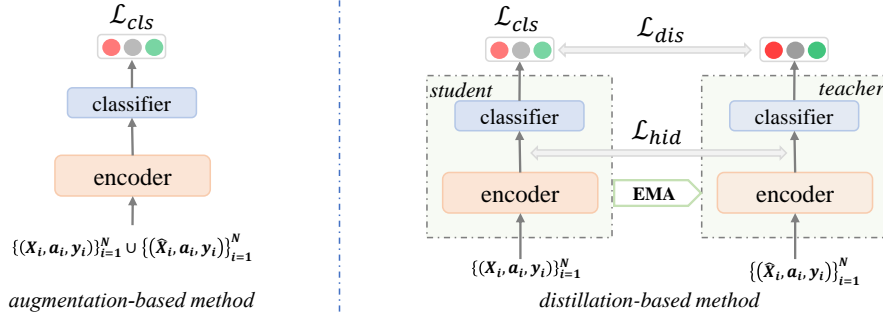 ℒ_cls
classifier
encoder
{(X_i, a_i, y_i)}_{i=1}^N ∪ {(X̂_i, a_i, y_i)}_{i=1}^N
augmentation-based method
ℒ_cls
ℒ_dis
student
teacher
classifier
classifier
ℒ_hid
encoder
EMA
encoder
{(X_i, a_i, y_i)}_{i=1}^N
{(X̂_i, a_i, y_i)}_{i=1}^N
distillation-based method